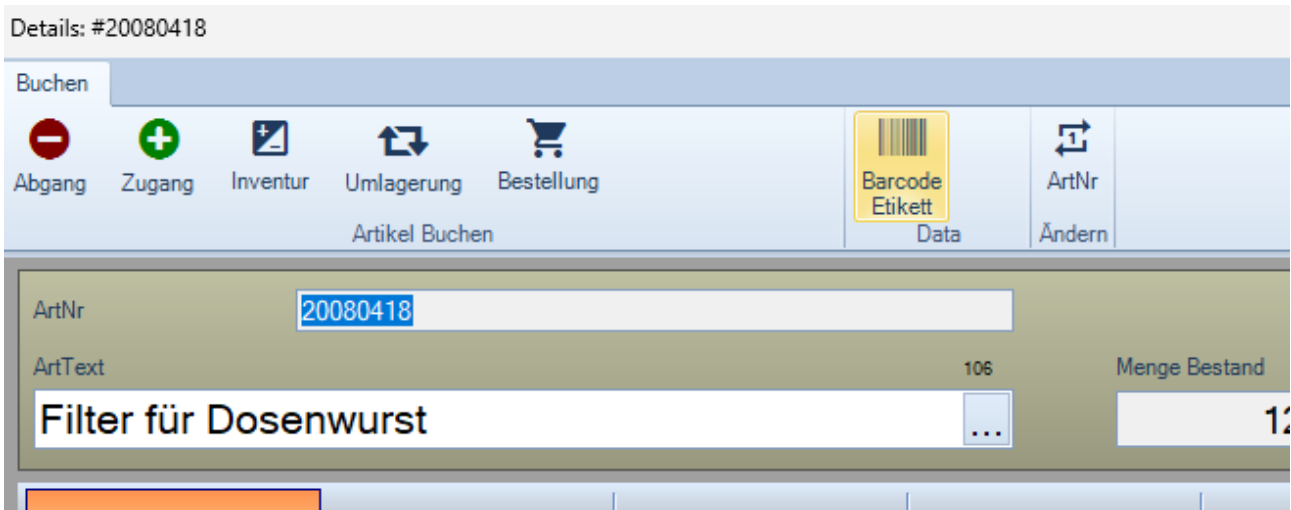 Details: #20080418
Buchen
Abgang Zugang Inventur Umlagerung Bestellung Barcode Etikett ArtNr
Artikel Buchen Data Ändern
ArtNr 20080418
ArtText 106 Menge Bestand
Filter für Dosenwurst ... 12